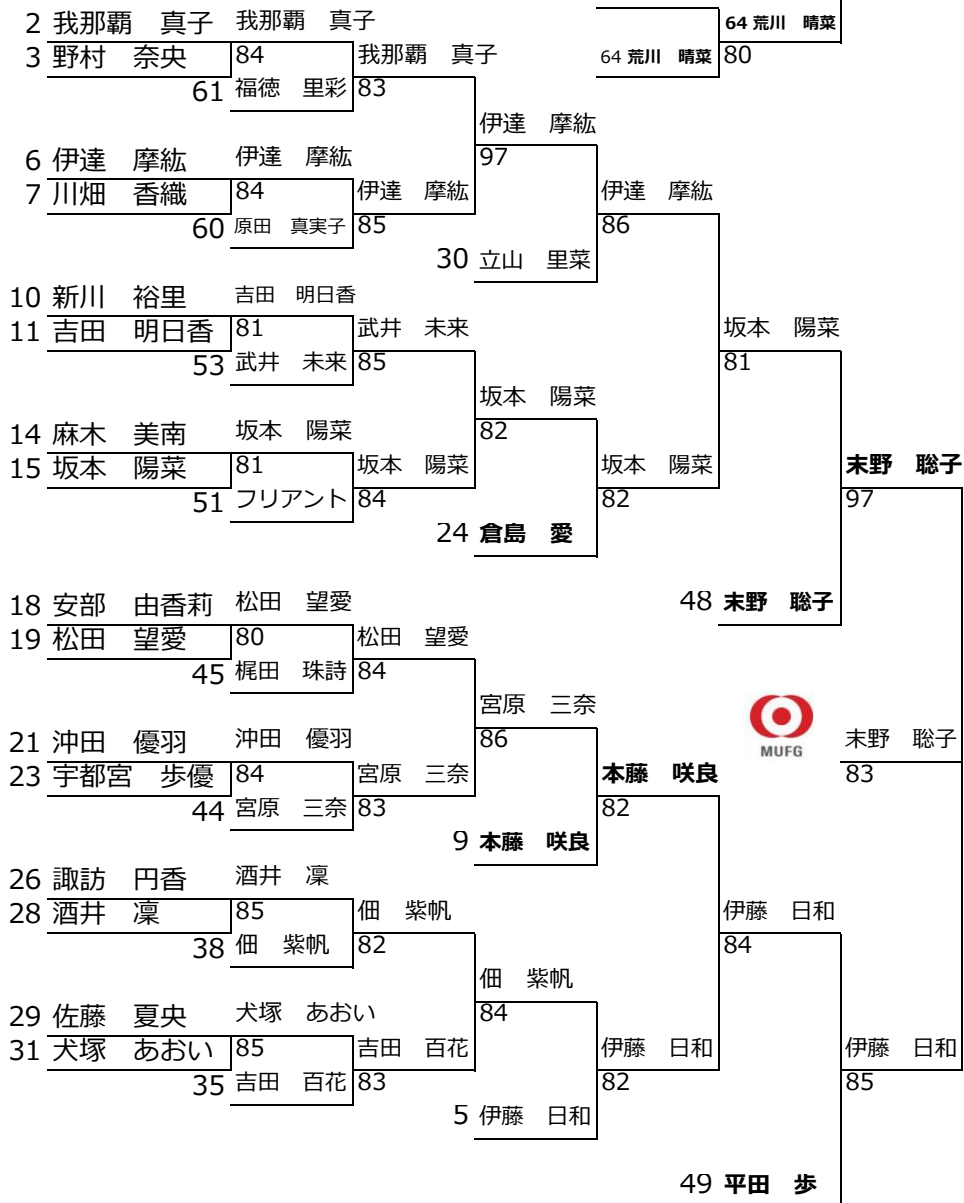 2 我那覇 真子 我那覇 真子 64 荒川 晴菜
3 野村 奈央 84 我那覇 真子 64 荒川 晴菜 80
61 福徳 里彩 83
伊達 摩紘
6 伊達 摩紘 伊達 摩紘 97
7 川畑 香織 84 伊達 摩紘 伊達 摩紘
60 原田 真実子 85 86
30 立山 里菜
10 新川 裕里 吉田 明日香
11 吉田 明日香 81 武井 未来 坂本 陽菜
53 武井 未来 85 81
坂本 陽菜
14 麻木 美南 坂本 陽菜 82
15 坂本 陽菜 81 坂本 陽菜 坂本 陽菜 末野 聡子
51 フリアント 84 82 97
24 倉島 愛
18 安部 由香莉 松田 望愛 48 末野 聡子
19 松田 望愛 80 松田 望愛
45 梶田 珠詩 84
宮原 三奈
21 沖田 優羽 沖田 優羽 86 MUFG 末野 聡子
23 宇都宮 歩優 84 宮原 三奈 本藤 咲良 83
44 宮原 三奈 83 82
9 本藤 咲良
26 諏訪 円香 酒井 凜
28 酒井 凜 85 佃 紫帆 伊藤 日和
38 佃 紫帆 82 84
佃 紫帆
29 佐藤 夏央 犬塚 あおい 84
31 犬塚 あおい 85 吉田 百花 伊藤 日和 伊藤 日和
35 吉田 百花 83 82 85
5 伊藤 日和
49 平田 歩